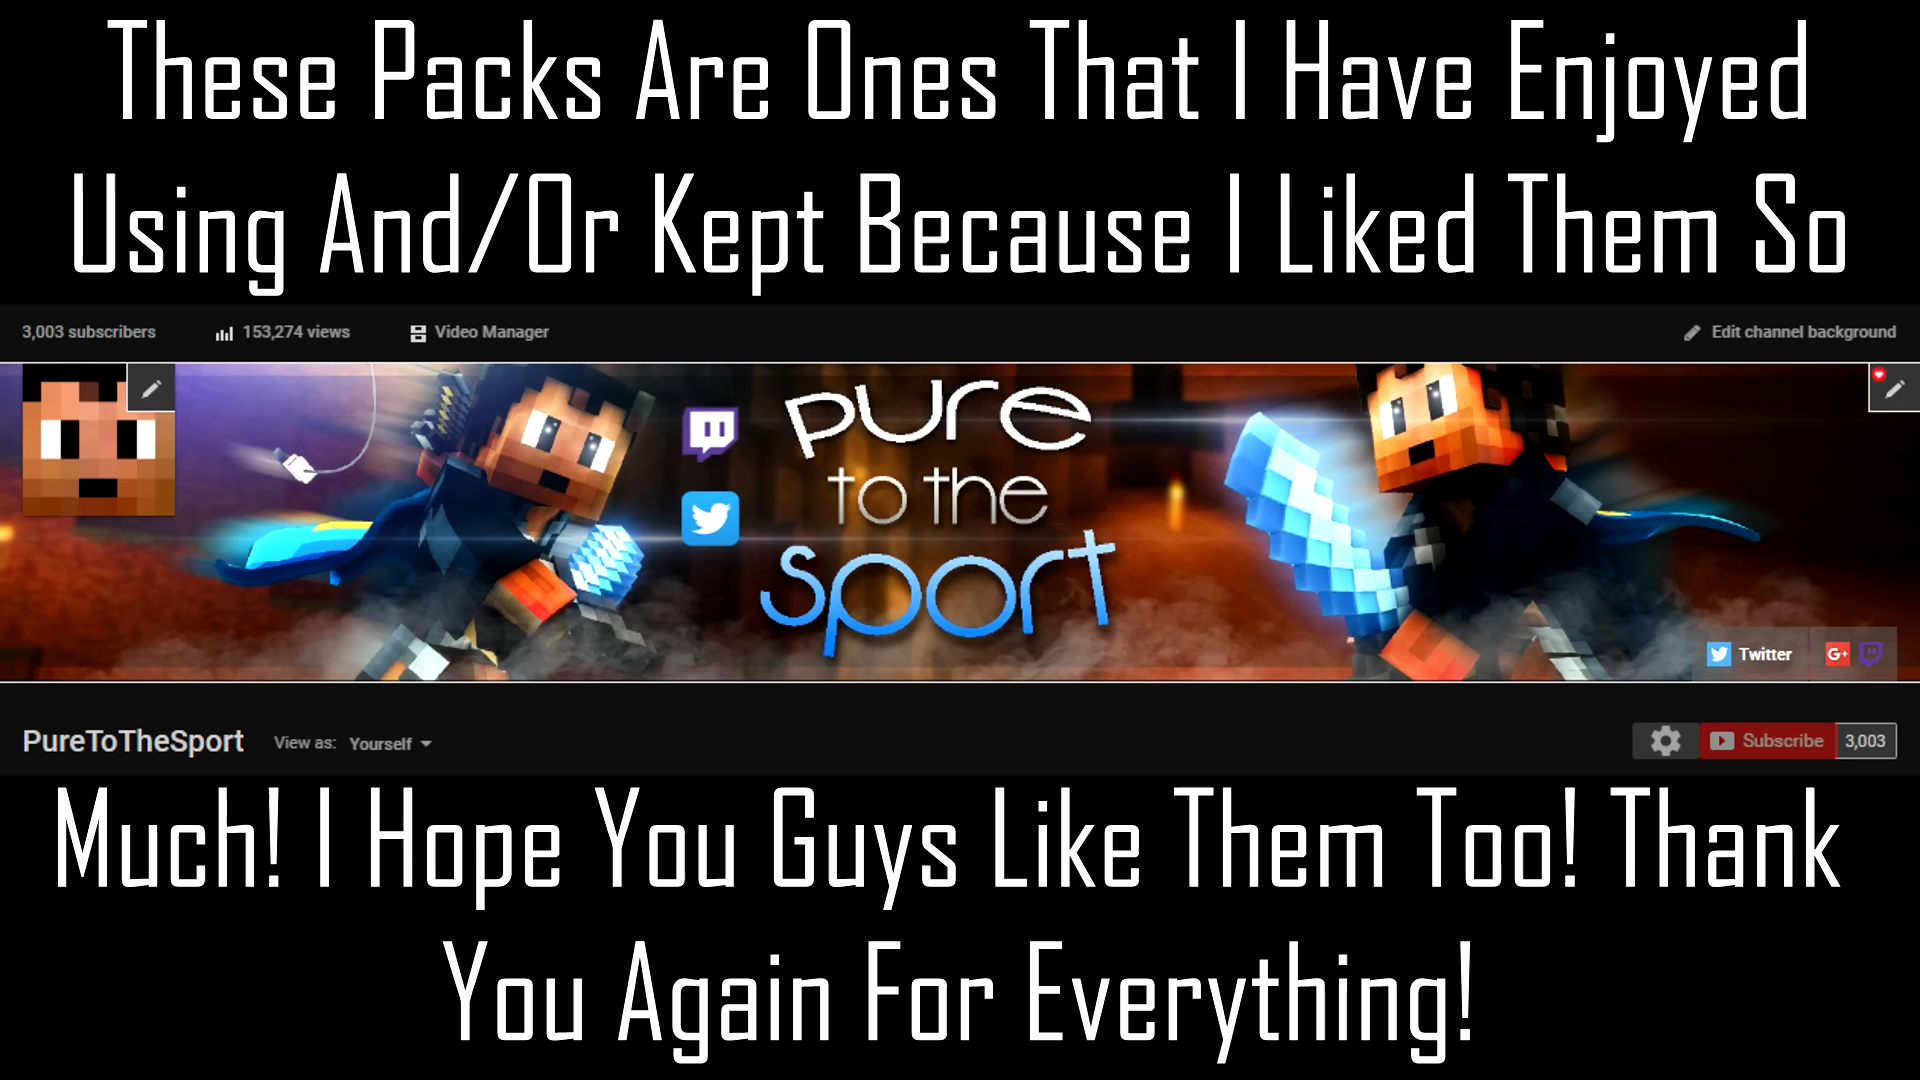 These Packs Are Ones That I Have Enjoyed
Using And/Or Kept Because I Liked Them So
3,003 subscribers
153,274 views
Video Manager
Edit channel background
pure
to the
sport
Twitter
G+
PureToTheSport
View as: Yourself
Subscribe 3,003
Much! I Hope You Guys Like Them Too! Thank
You Again For Everything!